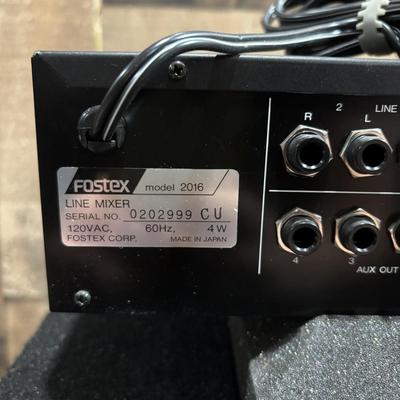 R 2 L LINE
Fostex model 2016
LINE MIXER
SERIAL NO. 0202999 CU
120VAC, 60Hz, 4W
FOSTEX CORP. MADE IN JAPAN
4 3
AUX OUT